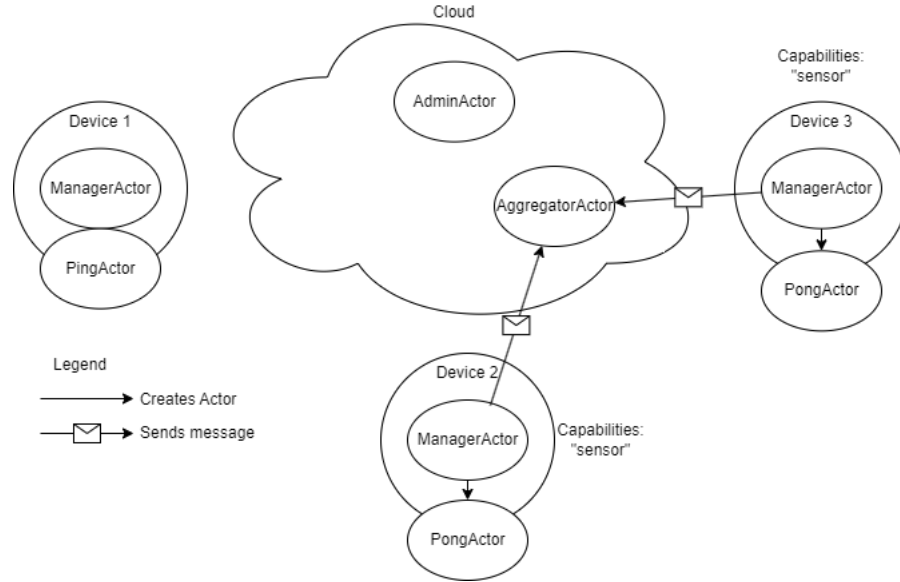 Cloud
Capabilities:
"sensor"
AdminActor
Device 1
Device 3
ManagerActor
ManagerActor
AggregatorActor
PingActor
PongActor
Legend
Device 2
Creates Actor
Sends message
ManagerActor
Capabilities:
"sensor"
PongActor